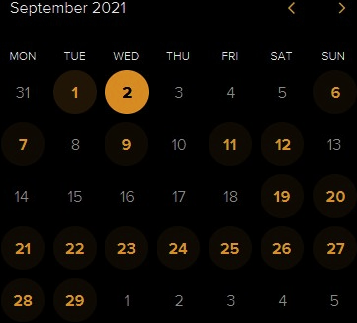 September 2021
MON TUE WED THU FRI SAT SUN
31 1 2 3 4 5 6
7 8 9 10 11 12 13
14 15 16 17 18 19 20
21 22 23 24 25 26 27
28 29 1 2 3 4 5